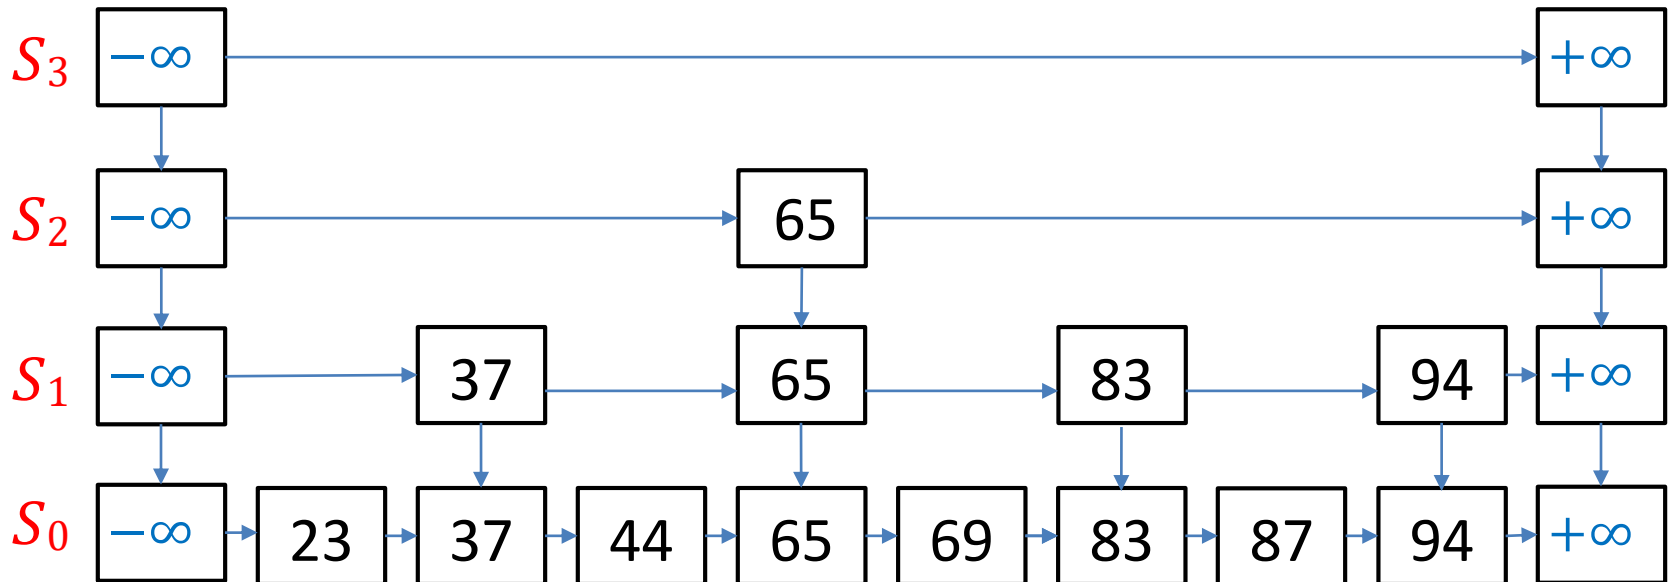 S3 −∞ +∞
S2 −∞ 65 +∞
S1 −∞ 37 65 83 94 +∞
S0 −∞ 23 37 44 65 69 83 87 94 +∞